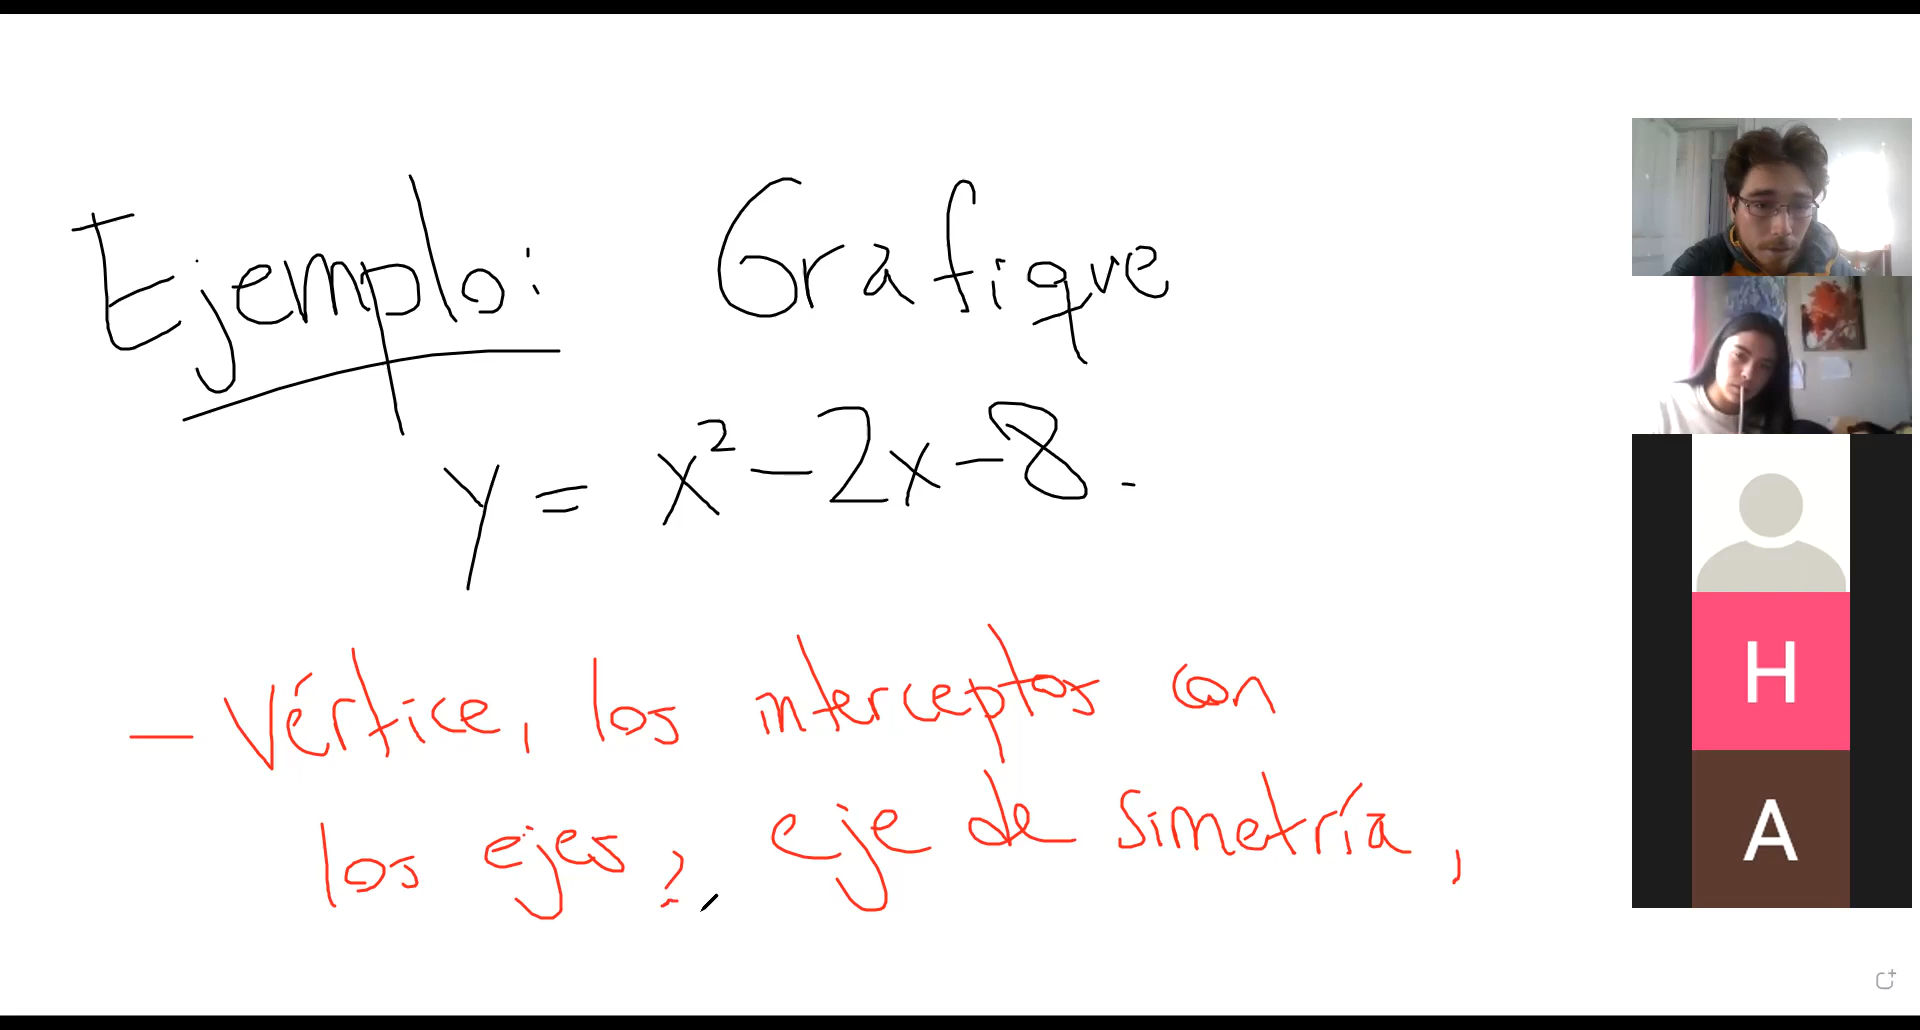 Ejemplo: Grafique
y = x² - 2x - 8.
- Vértice, los interceptos con
los ejes, eje de simetría,
H
A